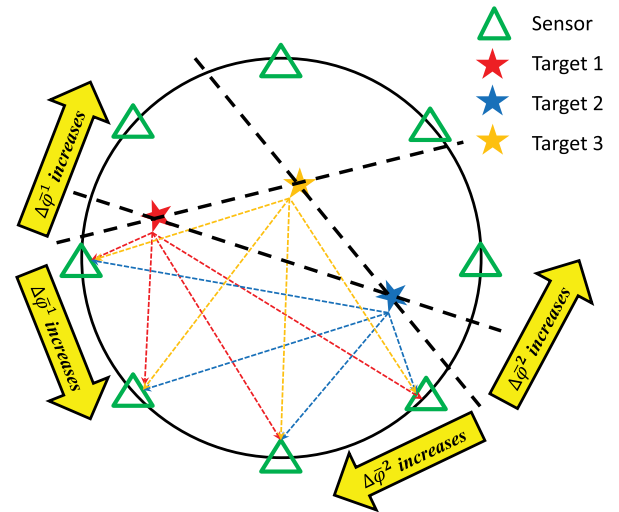 Sensor
Target 1
Target 2
Target 3
Δφ̄¹ increases
Δφ̄¹ increases
Δφ̄² increases
Δφ̄² increases